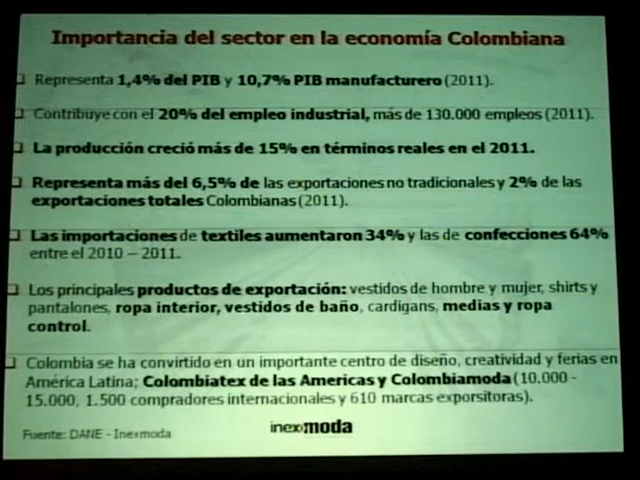 Importancia del sector en la economía Colombiana
Representa 1,4% del PIB y 10,7% PIB manufacturero (2011).
Contribuye con el 20% del empleo industrial, más de 130.000 empleos (2011).
La producción creció más de 15% en términos reales en el 2011.
Representa más del 6,5% de las exportaciones no tradicionales y 2% de las
exportaciones totales Colombianas (2011).
Las importaciones de textiles aumentaron 34% y las de confecciones 64%
entre el 2010 – 2011.
Los principales productos de exportación: vestidos de hombre y mujer, shirts y
pantalones, ropa interior, vestidos de baño, cardigans, medias y ropa
control.
Colombia se ha convirtido en un importante centro de diseño, creatividad y ferias en
América Latina; Colombiatex de las Americas y Colombiamoda (10.000 -
15.000, 1.500 compradores internacionales y 610 marcas exporsitoras).
Fuente: DANE - Inexmoda
inexmoda